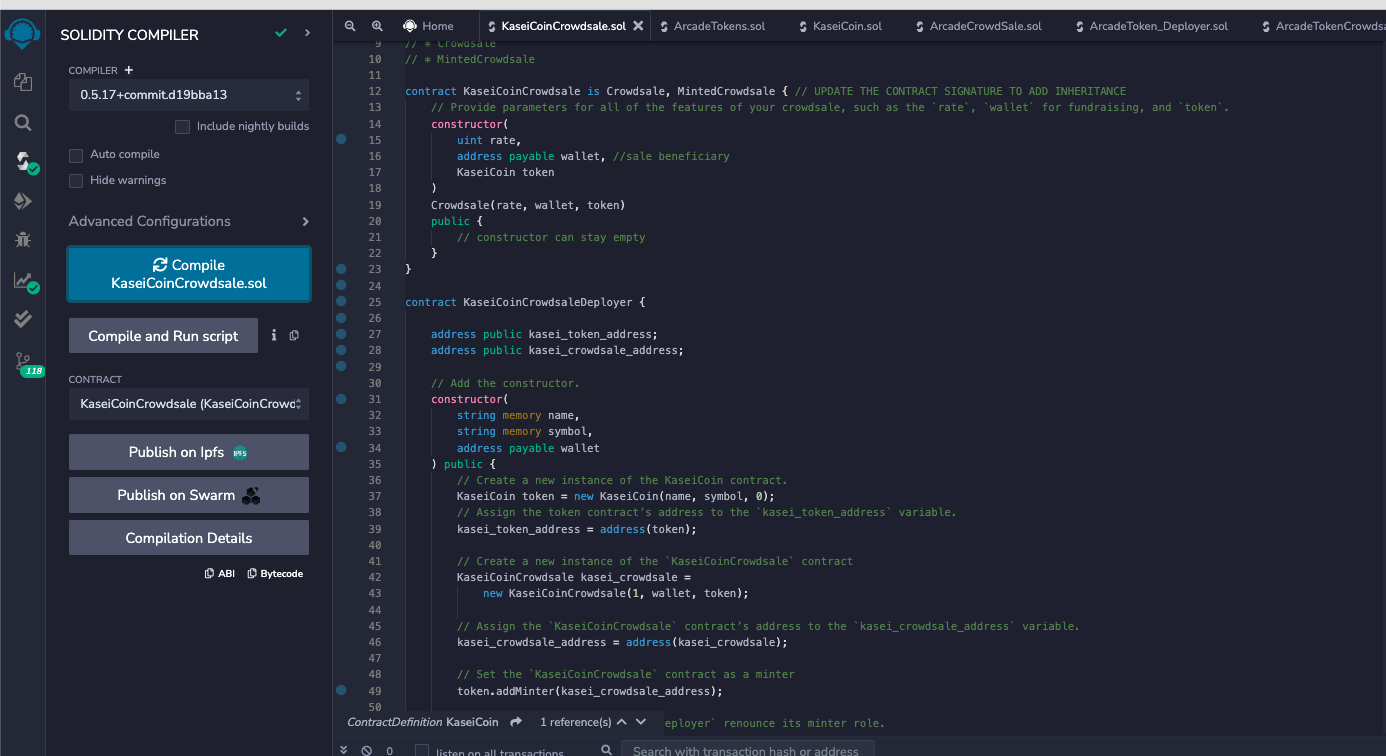 SOLIDITY COMPILER
COMPILER +
0.5.17+commit.d19bba13
Include nightly builds
Auto compile
Hide warnings
Advanced Configurations
Compile
KaseiCoinCrowdsale.sol
Compile and Run script
i
CONTRACT
KaseiCoinCrowdsale (KaseiCoinCrowd
Publish on Ipfs IPFS
Publish on Swarm
Compilation Details
ABI Bytecode
118
Home KaseiCoinCrowdsale.sol ArcadeTokens.sol KaseiCoin.sol ArcadeCrowdSale.sol ArcadeToken_Deployer.sol ArcadeTokenCrowdsa
9 // * Crowdsale
10 // * MintedCrowdsale
11
12 contract KaseiCoinCrowdsale is Crowdsale, MintedCrowdsale { // UPDATE THE CONTRACT SIGNATURE TO ADD INHERITANCE
13 // Provide parameters for all of the features of your crowdsale, such as the `rate`, `wallet` for fundraising, and `token`.
14 constructor(
15 uint rate,
16 address payable wallet, //sale beneficiary
17 KaseiCoin token
18 )
19 Crowdsale(rate, wallet, token)
20 public {
21 // constructor can stay empty
22 }
23 }
24
25 contract KaseiCoinCrowdsaleDeployer {
26
27 address public kasei_token_address;
28 address public kasei_crowdsale_address;
29
30 // Add the constructor.
31 constructor(
32 string memory name,
33 string memory symbol,
34 address payable wallet
35 ) public {
36 // Create a new instance of the KaseiCoin contract.
37 KaseiCoin token = new KaseiCoin(name, symbol, 0);
38 // Assign the token contract’s address to the `kasei_token_address` variable.
39 kasei_token_address = address(token);
40
41 // Create a new instance of the `KaseiCoinCrowdsale` contract
42 KaseiCoinCrowdsale kasei_crowdsale =
43 new KaseiCoinCrowdsale(1, wallet, token);
44
45 // Assign the `KaseiCoinCrowdsale` contract’s address to the `kasei_crowdsale_address` variable.
46 kasei_crowdsale_address = address(kasei_crowdsale);
47
48 // Set the `KaseiCoinCrowdsale` contract as a minter
49 token.addMinter(kasei_crowdsale_address);
50
ContractDefinition KaseiCoin 1 reference(s) eployer` renounce its minter role.
0 listen on all transactions Search with transaction hash or address